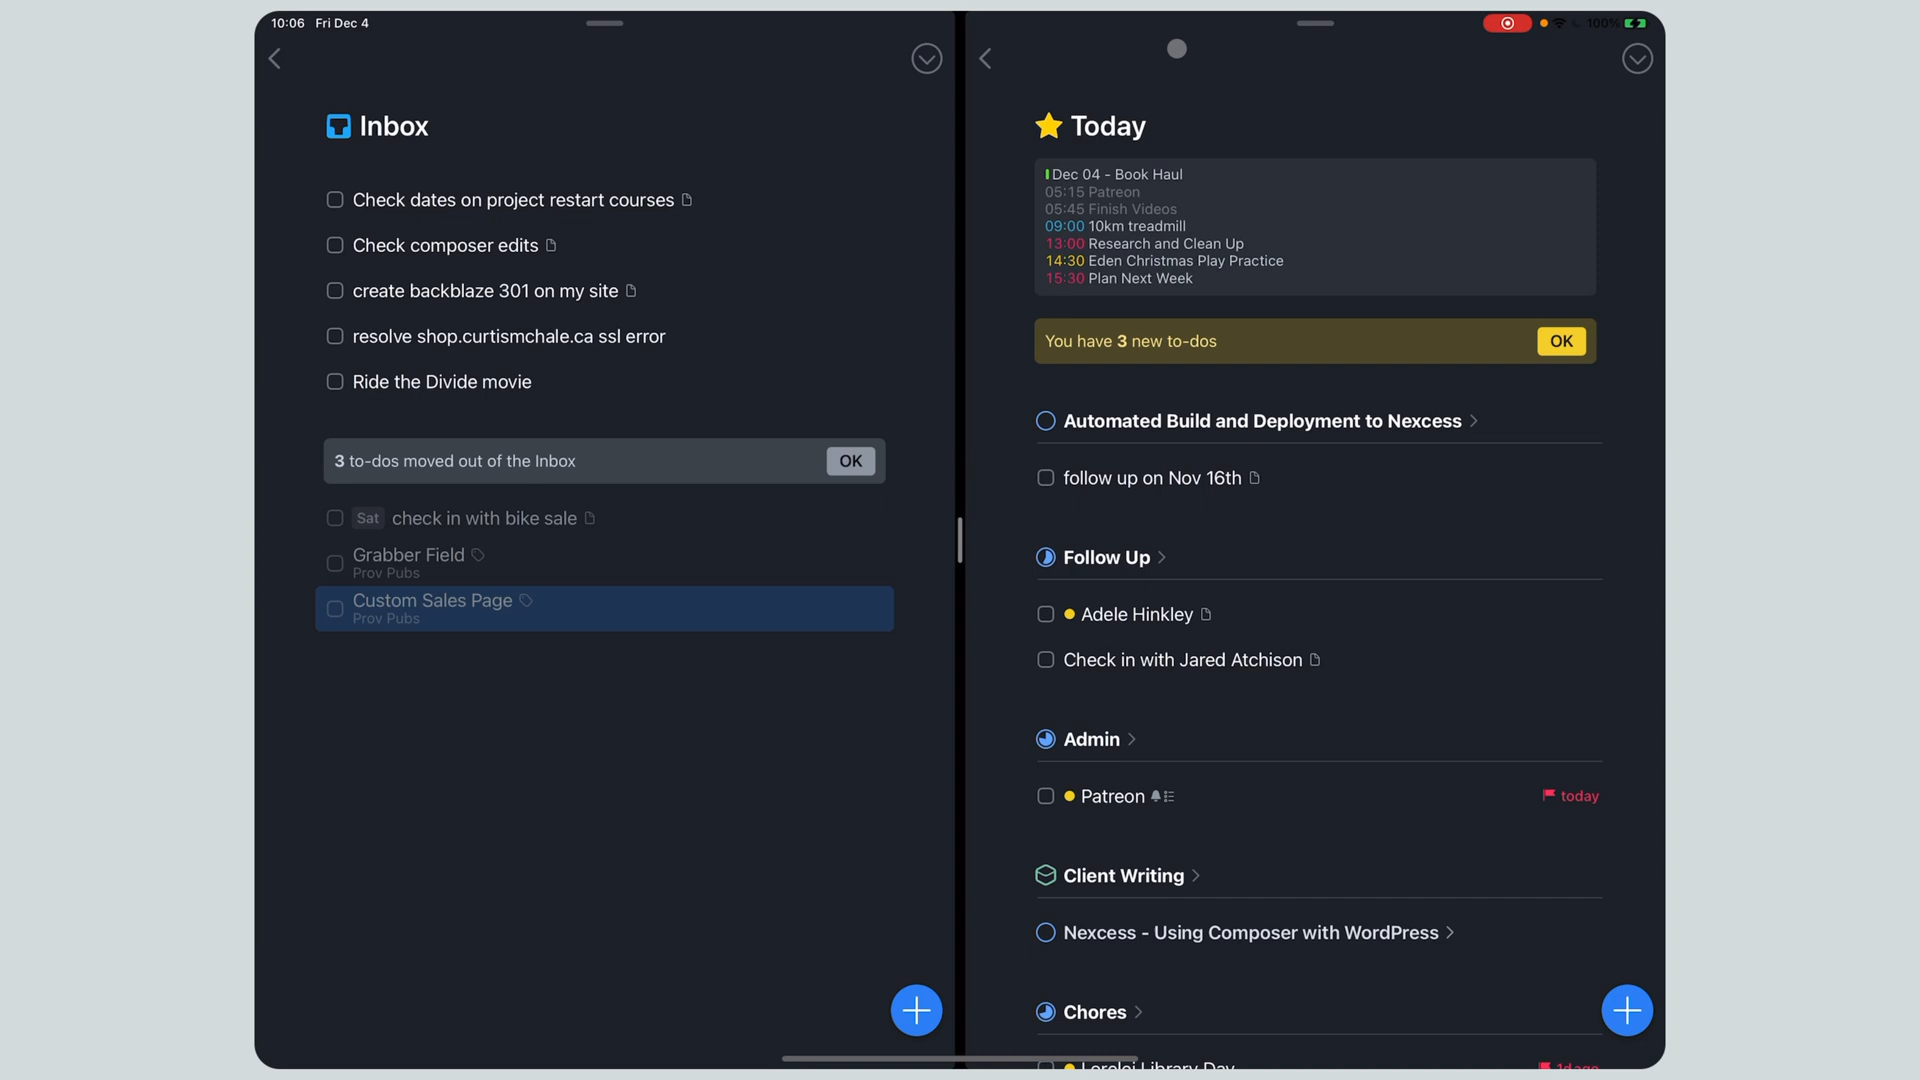 10:06 Fri Dec 4
100%
Inbox
Check dates on project restart courses
Check composer edits
create backblaze 301 on my site
resolve shop.curtismchale.ca ssl error
Ride the Divide movie
3 to-dos moved out of the Inbox
OK
Sat check in with bike sale
Grabber Field
Prov Pubs
Custom Sales Page
Prov Pubs
Today
Dec 04 - Book Haul
05:15 Patreon
05:45 Finish Videos
09:00 10km treadmill
13:00 Research and Clean Up
14:30 Eden Christmas Play Practice
15:30 Plan Next Week
You have 3 new to-dos
OK
Automated Build and Deployment to Nexcess
follow up on Nov 16th
Follow Up
Adele Hinkley
Check in with Jared Atchison
Admin
Patreon
today
Client Writing
Nexcess - Using Composer with WordPress
Chores
Lorelei Library Day
1d ago